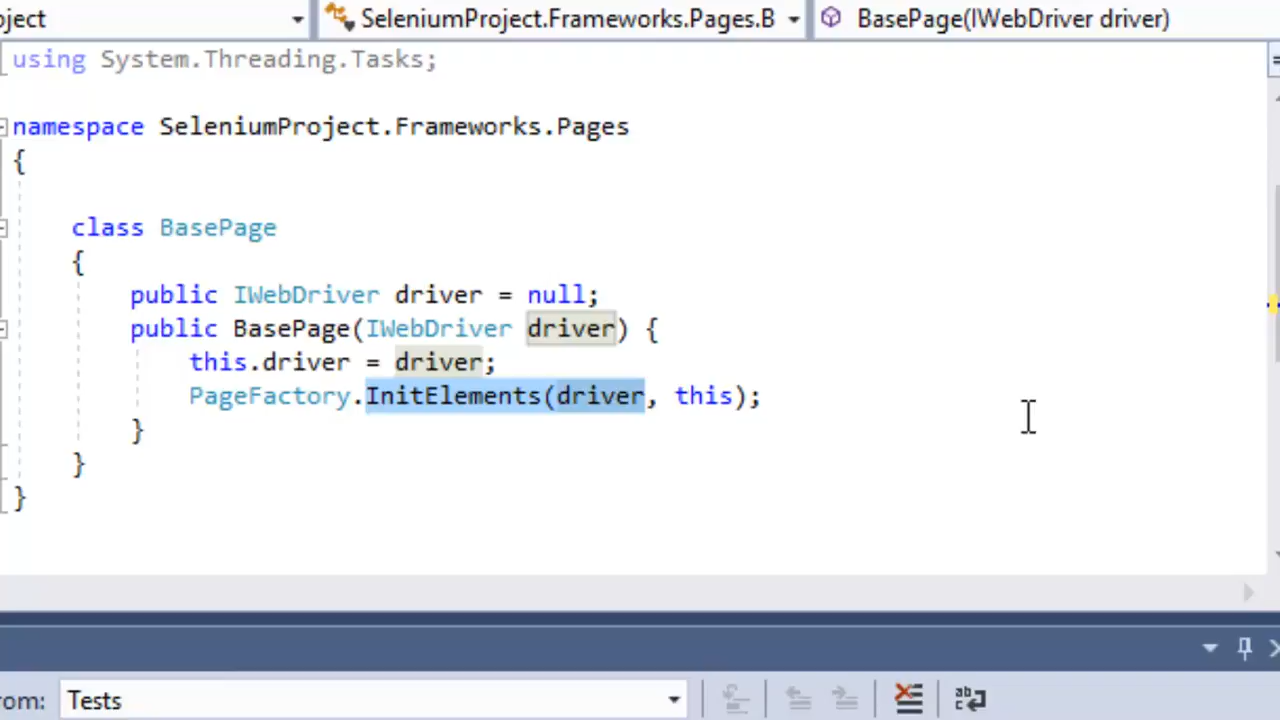 oject SeleniumProject.Frameworks.Pages.B BasePage(IWebDriver driver)
using System.Threading.Tasks;
namespace SeleniumProject.Frameworks.Pages
{
class BasePage
{
public IWebDriver driver = null;
public BasePage(IWebDriver driver) {
this.driver = driver;
PageFactory.InitElements(driver, this);
}
}
}
rom: Tests